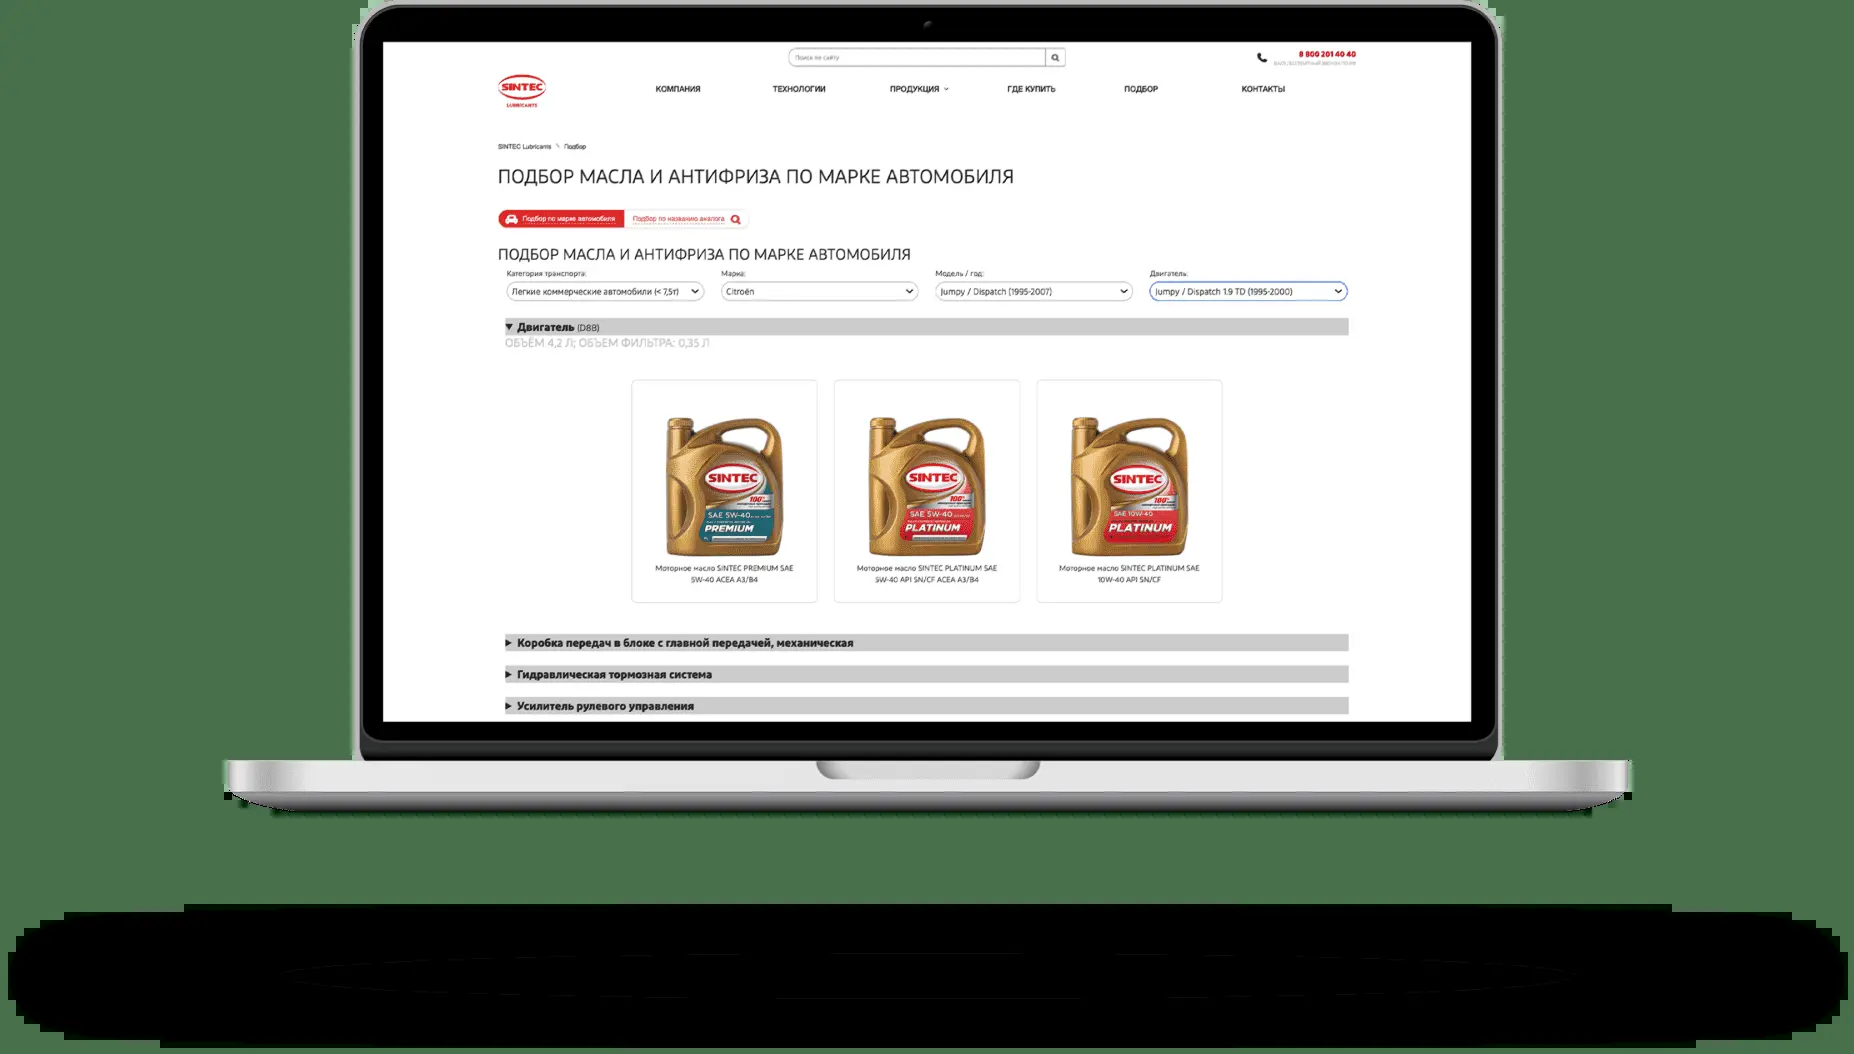 Поиск по сайту
8 800 201 40 40
SINTEC
LUBRICANTS
КОМПАНИЯ
ТЕХНОЛОГИИ
ПРОДУКЦИЯ
ГДЕ КУПИТЬ
ПОДБОР
КОНТАКТЫ
SINTEC Lubricants \ Подбор
ПОДБОР МАСЛА И АНТИФРИЗА ПО МАРКЕ АВТОМОБИЛЯ
Подбор по марке автомобиля
Подбор по названию аналога
ПОДБОР МАСЛА И АНТИФРИЗА ПО МАРКЕ АВТОМОБИЛЯ
Категория транспорта:
Марка:
Модель / год:
Двигатель:
Легкие коммерческие автомобили (< 7,5т)
Citroën
Jumpy / Dispatch (1995-2007)
Jumpy / Dispatch 1.9 TD (1995-2000)
Двигатель (D8B)
ОБЪЁМ 4,2 Л; ОБЪЕМ ФИЛЬТРА: 0,35 Л
SINTEC
100%
SAE 5W-40
PREMIUM
SINTEC
100%
SAE 5W-40
PLATINUM
SINTEC
100%
SAE 10W-40
PLATINUM
Моторное масло SINTEC PREMIUM SAE
5W-40 ACEA A3/B4
Моторное масло SINTEC PLATINUM SAE
5W-40 API SN/CF ACEA A3/B4
Моторное масло SINTEC PLATINUM SAE
10W-40 API SN/CF
Коробка передач в блоке с главной передачей, механическая
Гидравлическая тормозная система
Усилитель рулевого управления